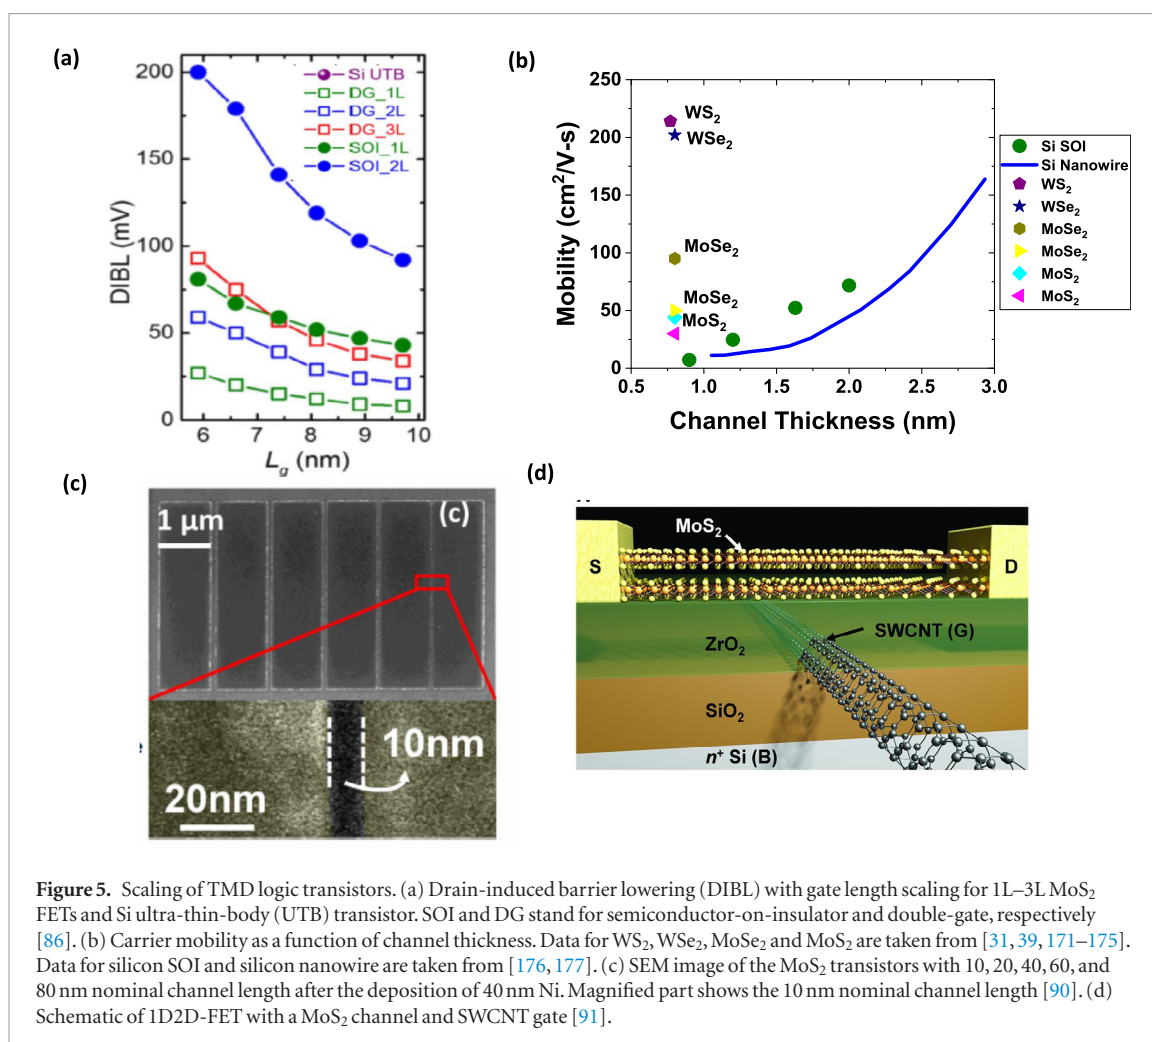 (a)
200
150
100
50
0
DIBL (mV)
6 7 8 9 10
L_g (nm)
Si UTB
DG_1L
DG_2L
DG_3L
SOI_1L
SOI_2L
(b)
250
200
150
100
50
0
Mobility (cm²/V-s)
0.5 1.0 1.5 2.0 2.5 3.0
Channel Thickness (nm)
WS₂
WSe₂
MoSe₂
MoSe₂
MoS₂
Si SOI
Si Nanowire
WS₂
WSe₂
MoSe₂
MoSe₂
MoS₂
MoS₂
(c)
(c)
1 µm
10nm
20nm
(d)
MoS₂
S
D
SWCNT (G)
ZrO₂
SiO₂
n⁺ Si (B)
Figure 5. Scaling of TMD logic transistors. (a) Drain-induced barrier lowering (DIBL) with gate length scaling for 1L–3L MoS₂
FETs and Si ultra-thin-body (UTB) transistor. SOI and DG stand for semiconductor-on-insulator and double-gate, respectively
[86]. (b) Carrier mobility as a function of channel thickness. Data for WS₂, WSe₂, MoSe₂ and MoS₂ are taken from [31, 39, 171–175].
Data for silicon SOI and silicon nanowire are taken from [176, 177]. (c) SEM image of the MoS₂ transistors with 10, 20, 40, 60, and
80 nm nominal channel length after the deposition of 40 nm Ni. Magnified part shows the 10 nm nominal channel length [90]. (d)
Schematic of 1D2D-FET with a MoS₂ channel and SWCNT gate [91].